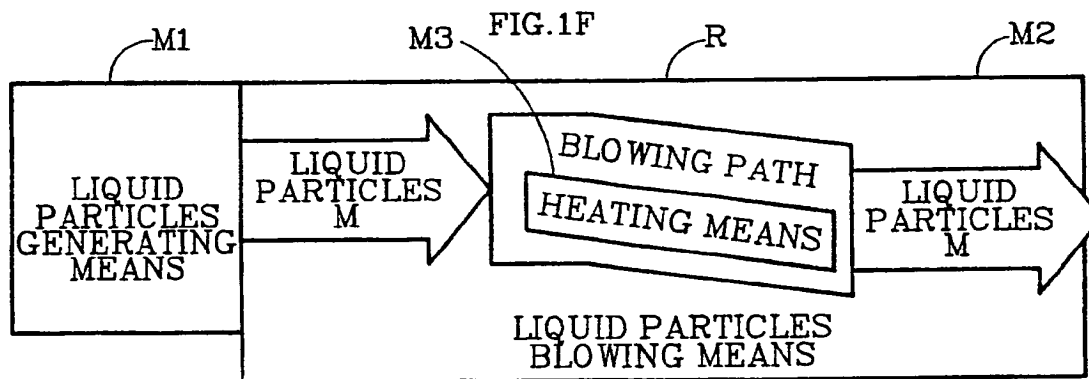 FIG.1F
M1
M3
R
M2
LIQUID
PARTICLES
GENERATING
MEANS
LIQUID
PARTICLES
M
BLOWING PATH
HEATING MEANS
LIQUID
PARTICLES
M
LIQUID PARTICLES
BLOWING MEANS